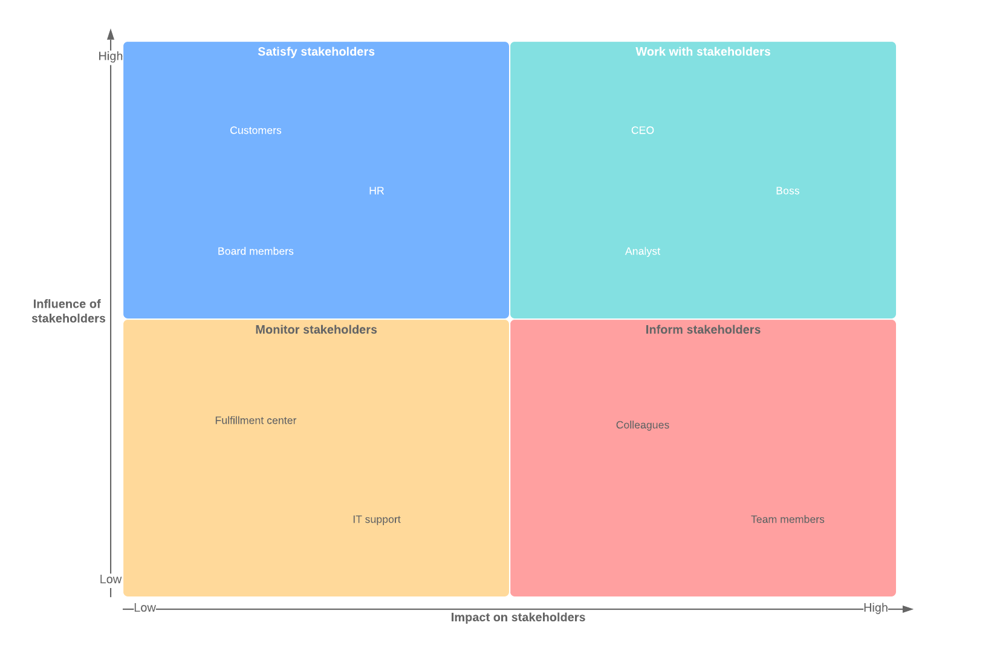 High
Satisfy stakeholders
Work with stakeholders
Customers
CEO
HR
Boss
Board members
Analyst
Influence of
stakeholders
Monitor stakeholders
Inform stakeholders
Fulfillment center
Colleagues
IT support
Team members
Low
Low
High
Impact on stakeholders